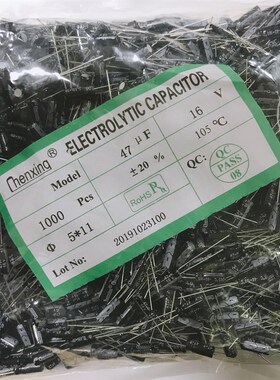 Chenxing ® ELECTROLYTIC CAPACITOR
Model 47 μF 16 V
±20 % 105 ℃
1000 Pcs RoHS QC: QC PASS 08
Φ 5*11
Lot No: 20191023100